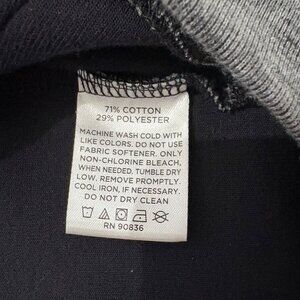 71% COTTON
29% POLYESTER
MACHINE WASH COLD WITH
LIKE COLORS. DO NOT USE
FABRIC SOFTENER. ONLY
NON-CHLORINE BLEACH,
WHEN NEEDED. TUMBLE DRY
LOW. REMOVE PROMPTLY.
COOL IRON, IF NECESSARY.
DO NOT DRY CLEAN
RN 90836